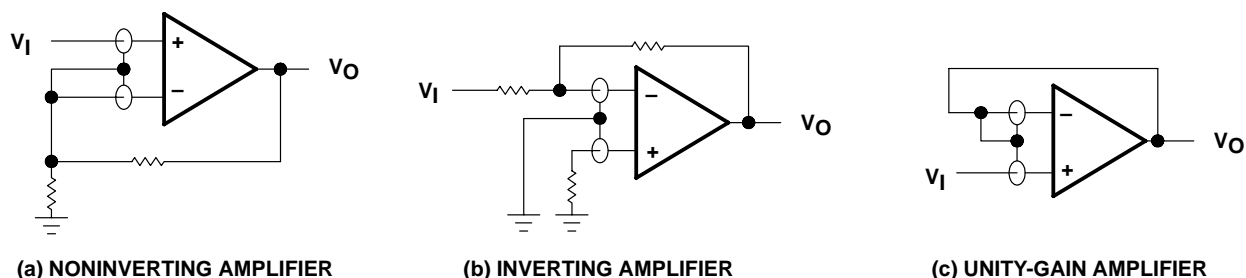 VI
+
−
VO
(a) NONINVERTING AMPLIFIER
VI
−
+
VO
(b) INVERTING AMPLIFIER
−
+
VI
VO
(c) UNITY-GAIN AMPLIFIER